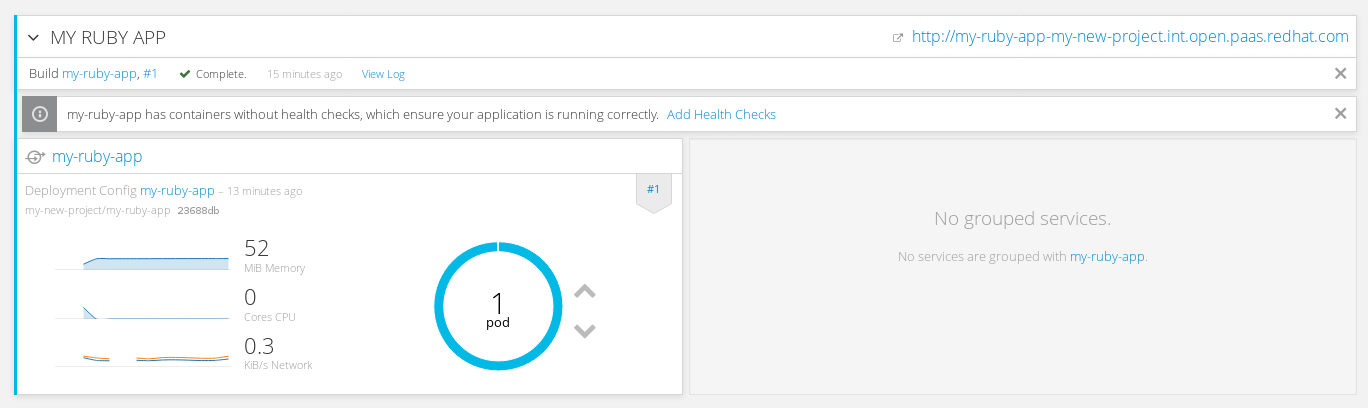 MY RUBY APP
http://my-ruby-app-my-new-project.int.open.paas.redhat.com
Build my-ruby-app, #1 Complete. 15 minutes ago View Log
my-ruby-app has containers without health checks, which ensure your application is running correctly. Add Health Checks
my-ruby-app
Deployment Config my-ruby-app – 13 minutes ago
#1
my-new-project/my-ruby-app 23688db
52
MiB Memory
0
Cores CPU
0.3
KiB/s Network
1
pod
No grouped services.
No services are grouped with my-ruby-app.